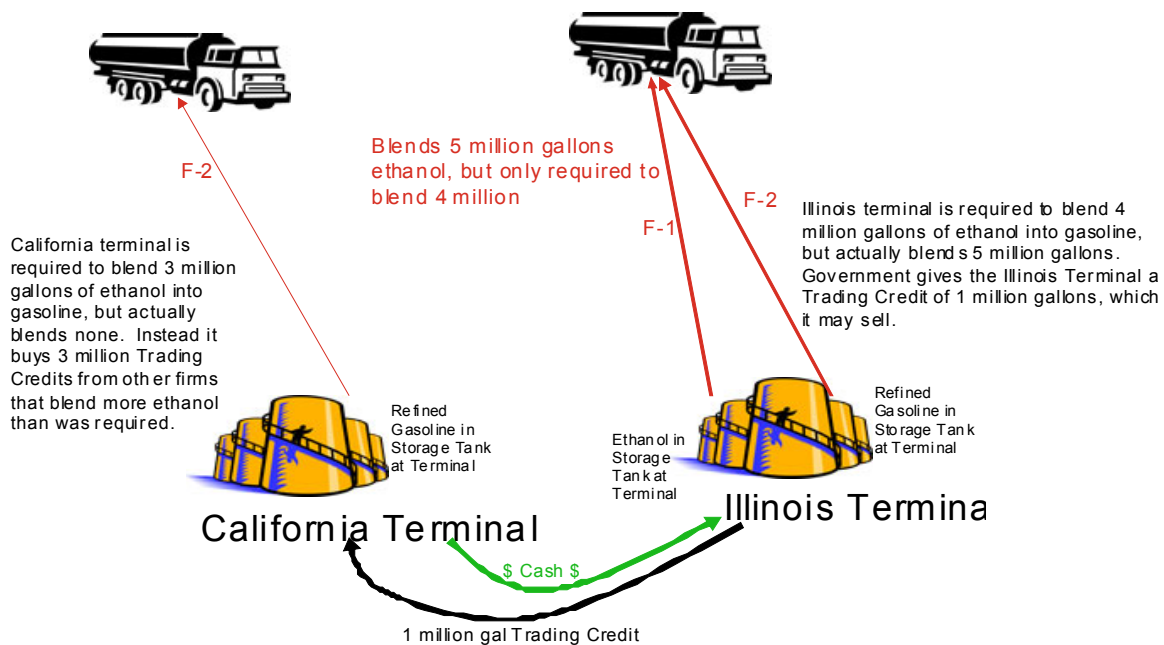 F-2
Blends 5 million gallons
ethanol, but only required to
blend 4 million
F-1
F-2
California terminal is
required to blend 3 million
gallons of ethanol into
gasoline, but actually
blends none. Instead it
buys 3 million Trading
Credits from other firms
that blend more ethanol
than was required.
Illinois terminal is required to blend 4
million gallons of ethanol into gasoline,
but actually blends 5 million gallons.
Government gives the Illinois Terminal a
Trading Credit of 1 million gallons, which
it may sell.
Refined
Gasoline in
Storage Tank
at Terminal
Ethanol in
Storage
Tank at
Terminal
Refined
Gasoline in
Storage Tank
at Terminal
California Terminal
Illinois Termina
$ Cash $
1 million gal Trading Credit